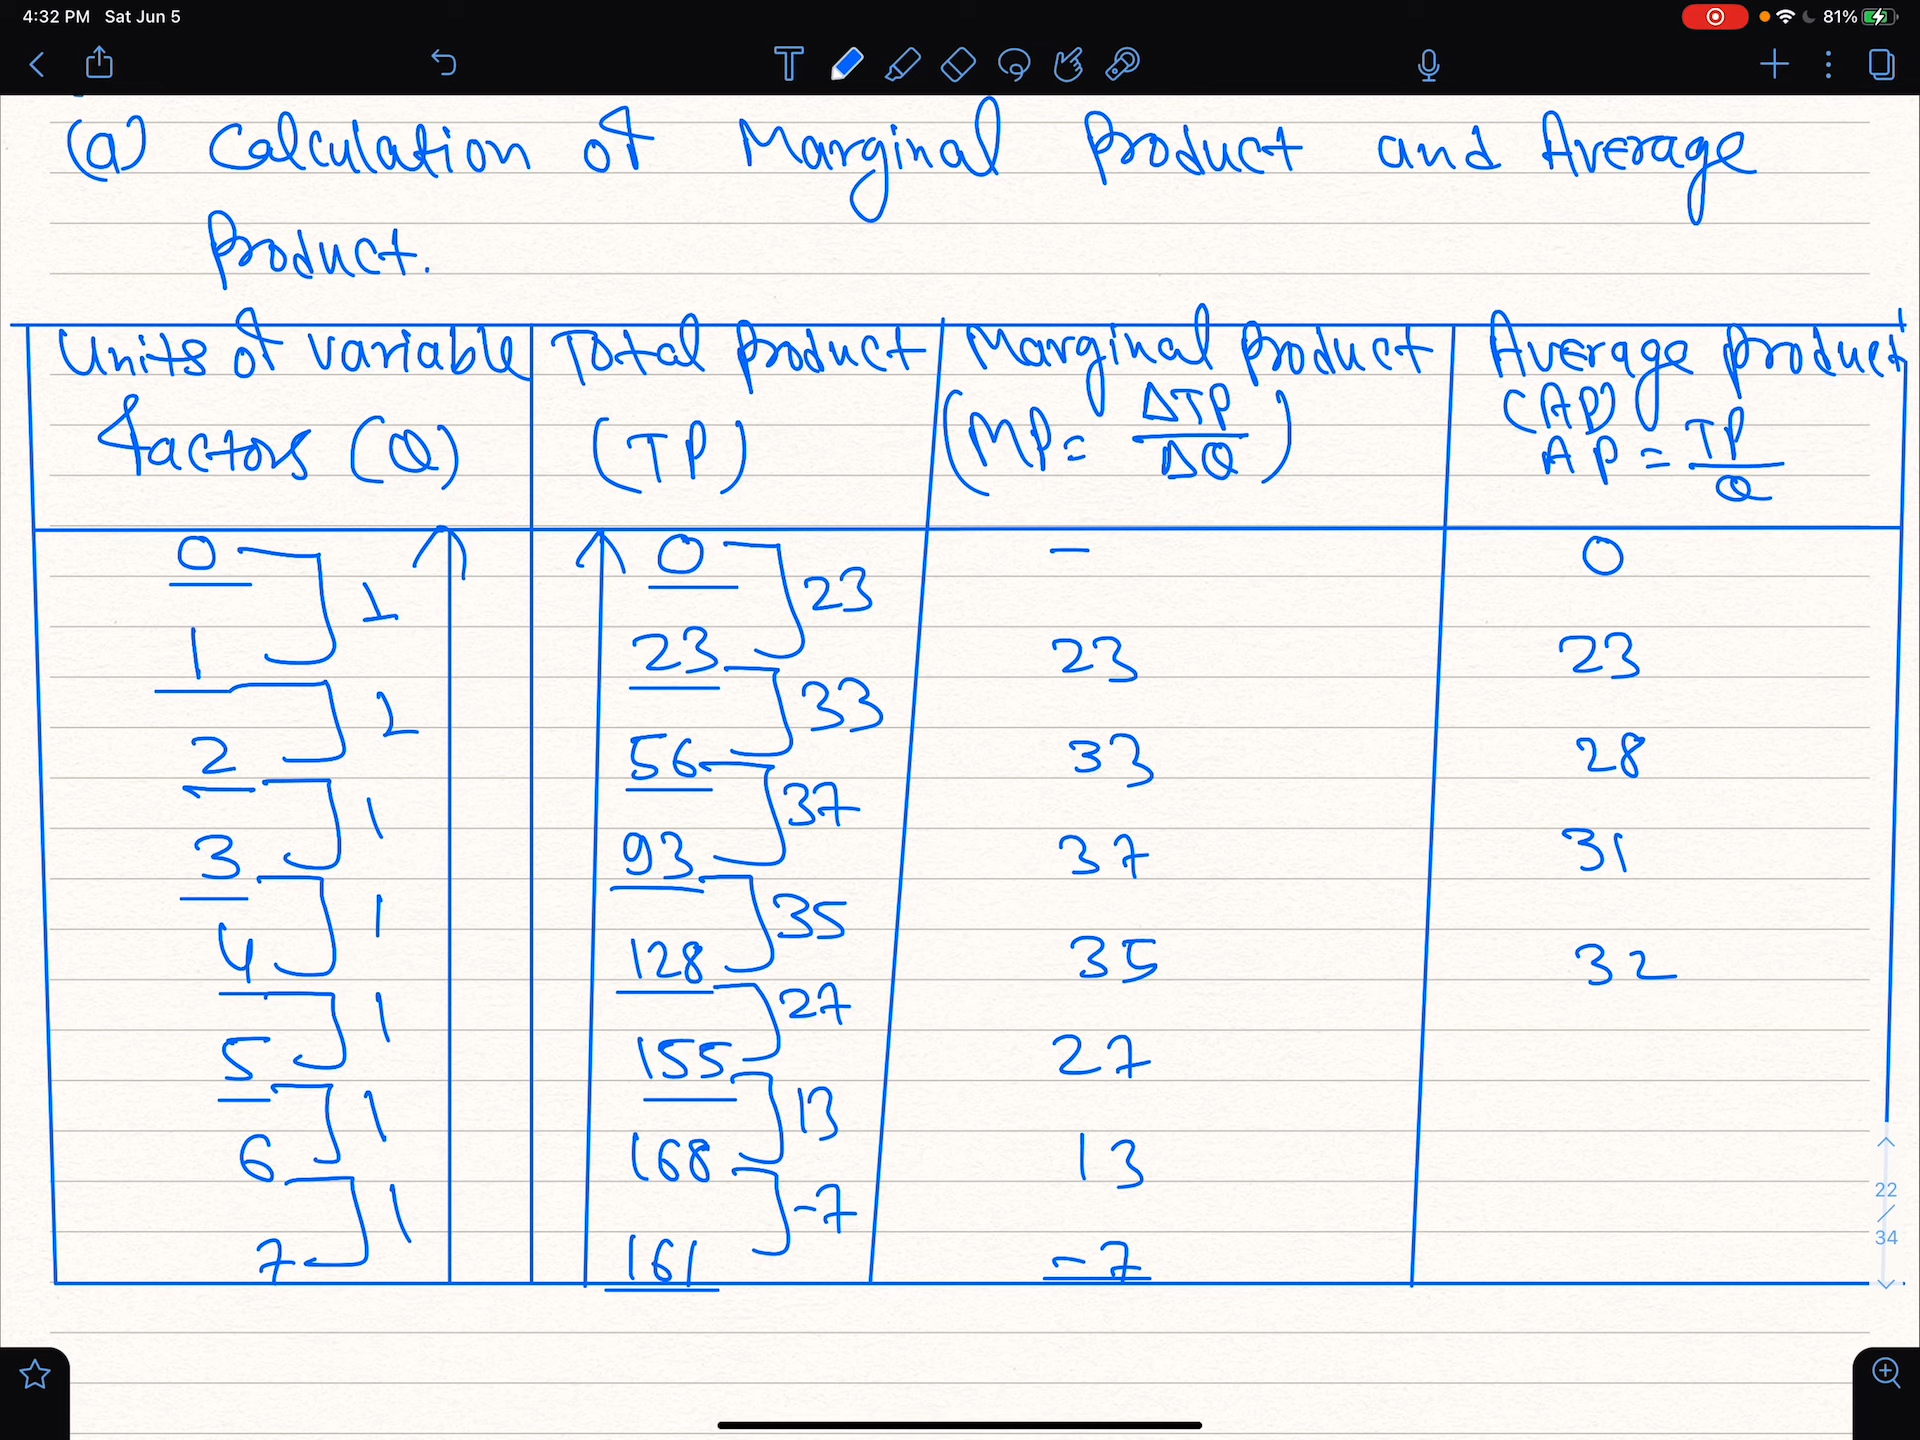 4:32 PM Sat Jun 5
81%
(a) Calculation of Marginal Product and Average
Product.
Units of variable factors (Q) | Total product (TP) | Marginal product (MP = ΔTP/ΔQ) | Average product (AP) AP = TP/Q
0 | 0 | – | 0
1 | 23
1 | 23 | 23 | 23
1 | 33
2 | 56 | 33 | 28
1 | 37
3 | 93 | 37 | 31
1 | 35
4 | 128 | 35 | 32
1 | 27
5 | 155 | 27
1 | 13
6 | 168 | 13
1 | -7
7 | 161 | -7
22
/
34